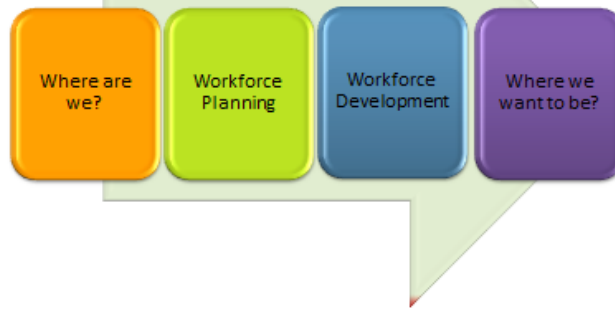 Where are
we?
Workforce
Planning
Workforce
Development
Where we
want to be?